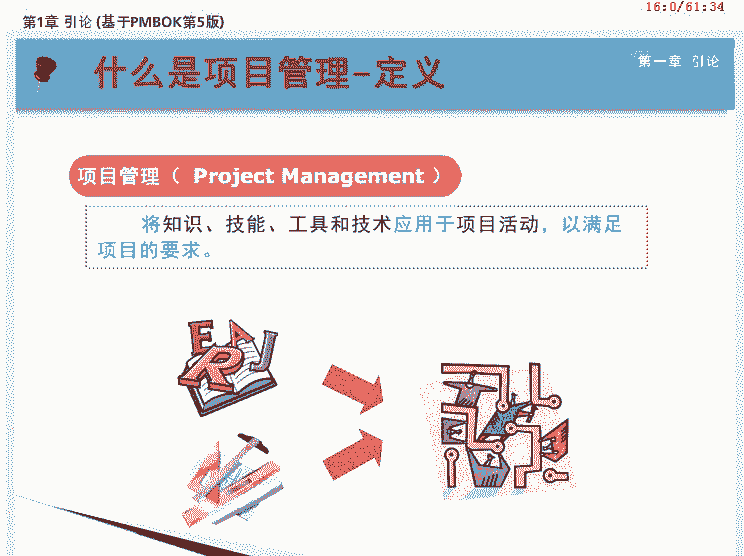 16:0/61:34
第1章 引论 (基于PMBOK第5版)
什么是项目管理-定义
第一章 引论
项目管理（ Project Management ）
将知识、技能、工具和技术应用于项目活动，以满足
项目的要求。
E A R J